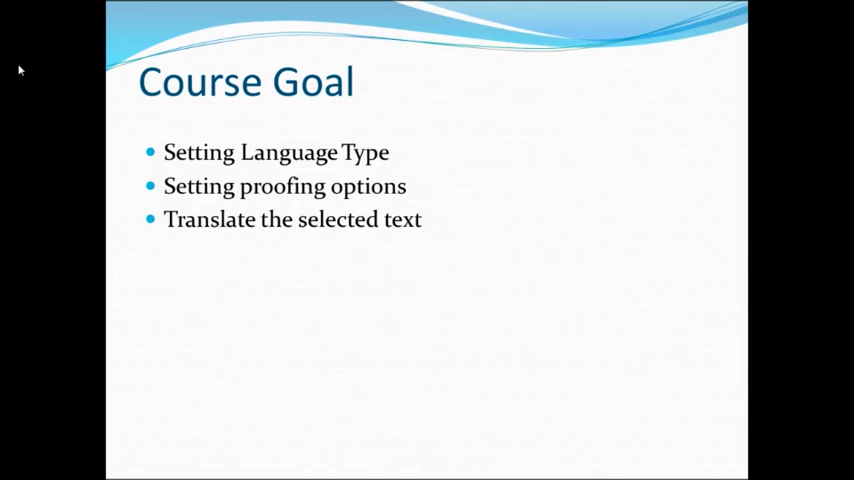 Course Goal
Setting Language Type
Setting proofing options
Translate the selected text